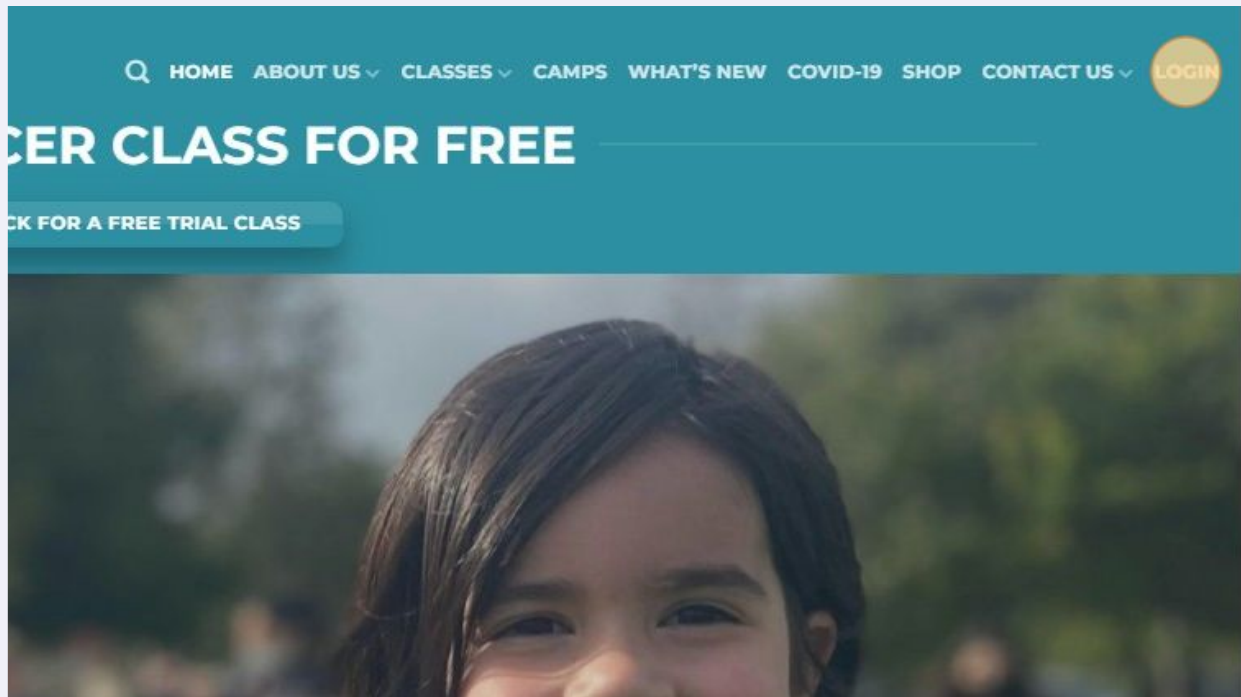 HOME ABOUT US CLASSES CAMPS WHAT'S NEW COVID-19 SHOP CONTACT US LOGIN
CER CLASS FOR FREE
CK FOR A FREE TRIAL CLASS